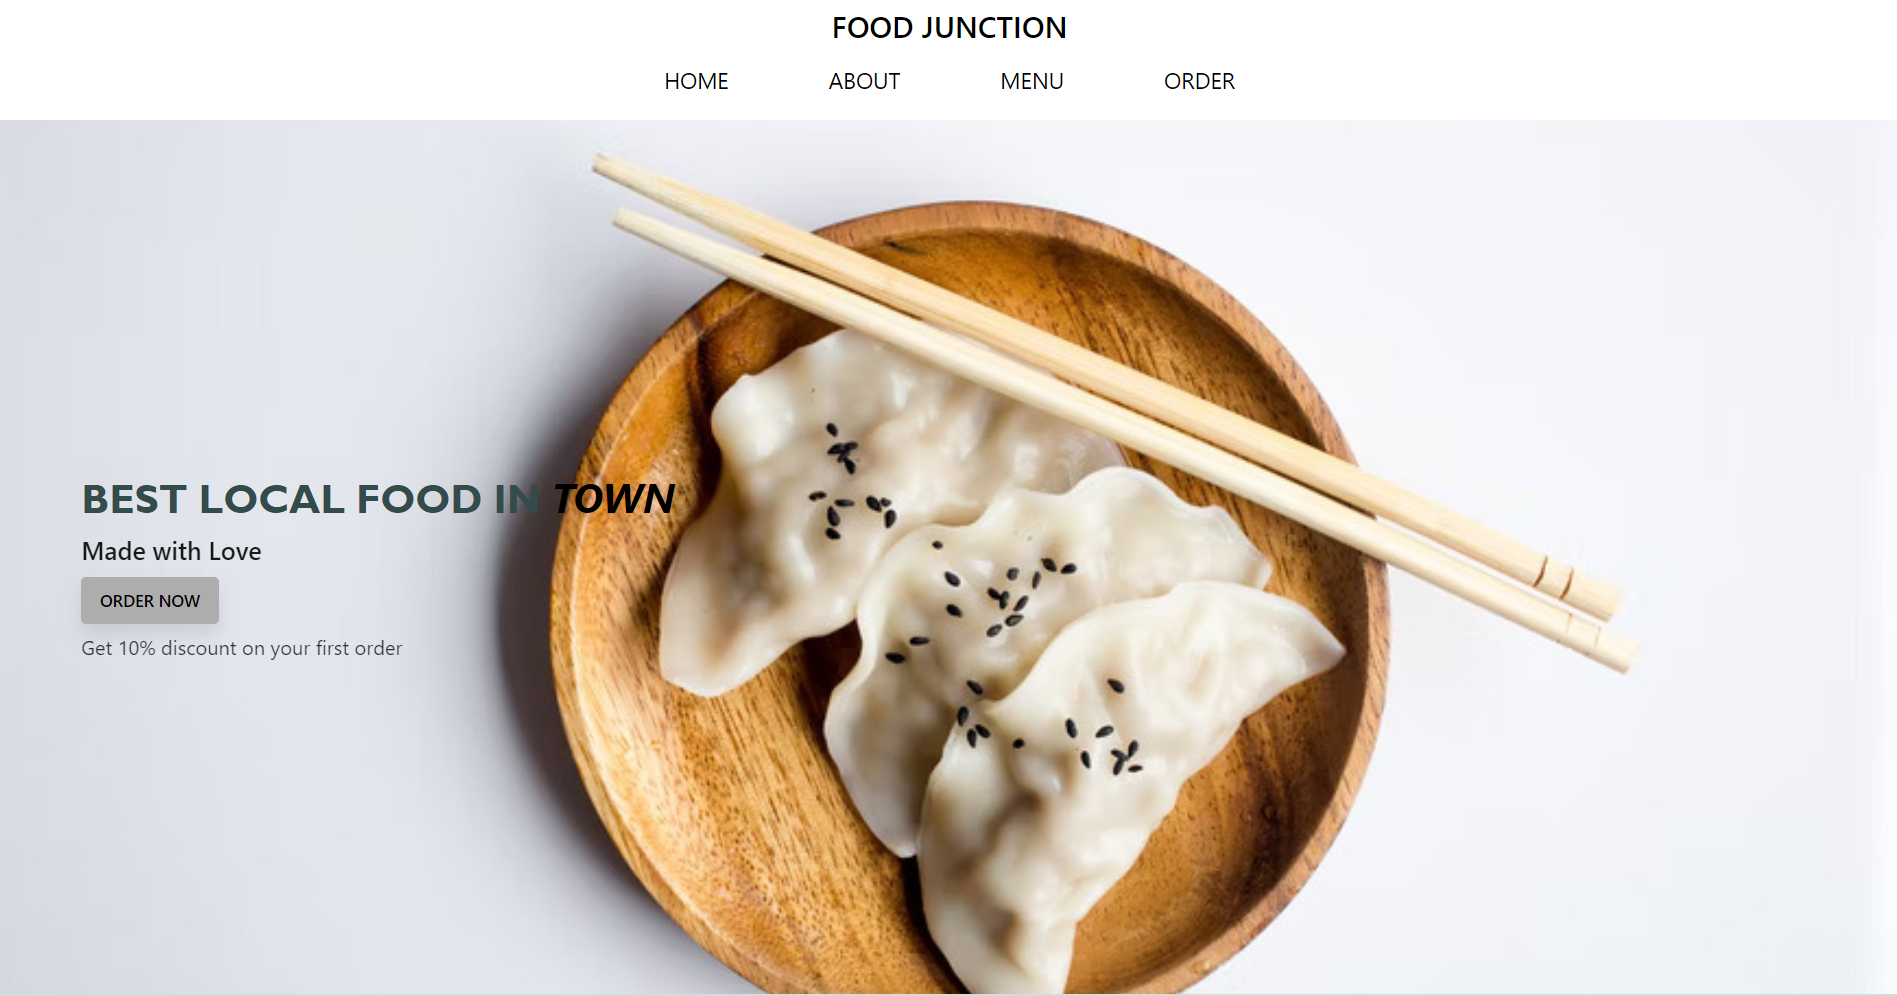 FOOD JUNCTION
HOME ABOUT MENU ORDER
BEST LOCAL FOOD IN TOWN
Made with Love
ORDER NOW
Get 10% discount on your first order